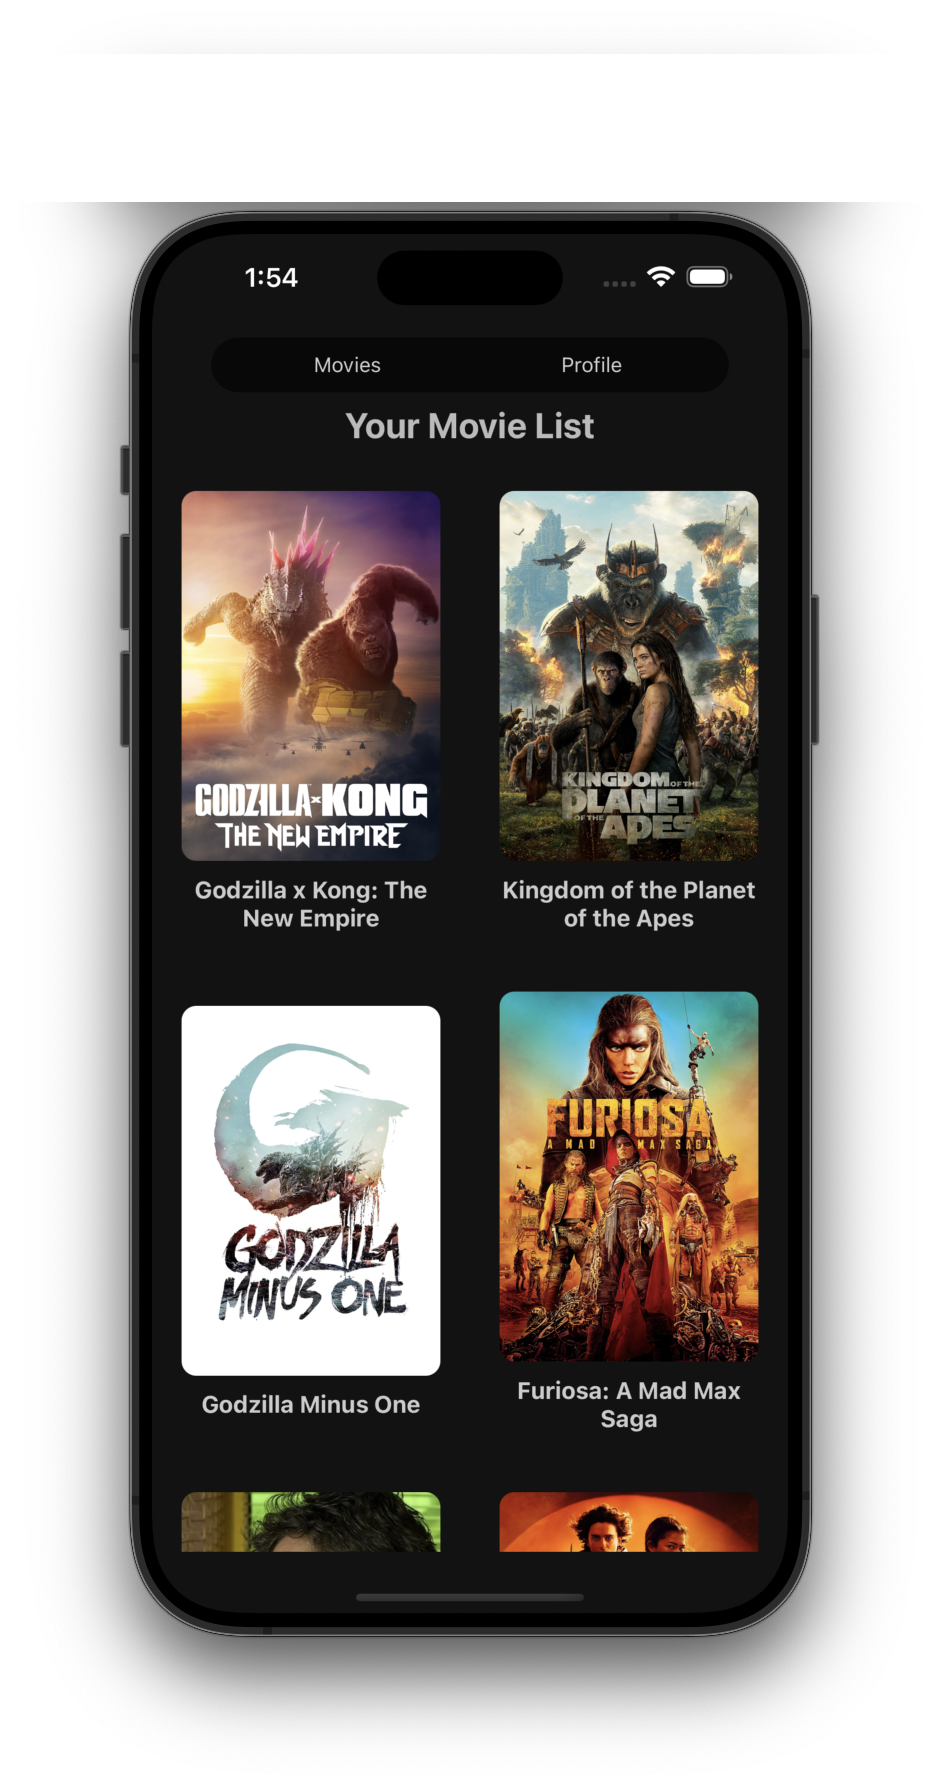 1:54
Movies Profile
Your Movie List
GODZILLA x KONG
THE NEW EMPIRE
KINGDOM OF THE
PLANET
OF THE APES
Godzilla x Kong: The
New Empire
Kingdom of the Planet
of the Apes
GODZILLA
MINUS ONE
FURIOSA
A MAD MAX SAGA
Godzilla Minus One
Furiosa: A Mad Max
Saga